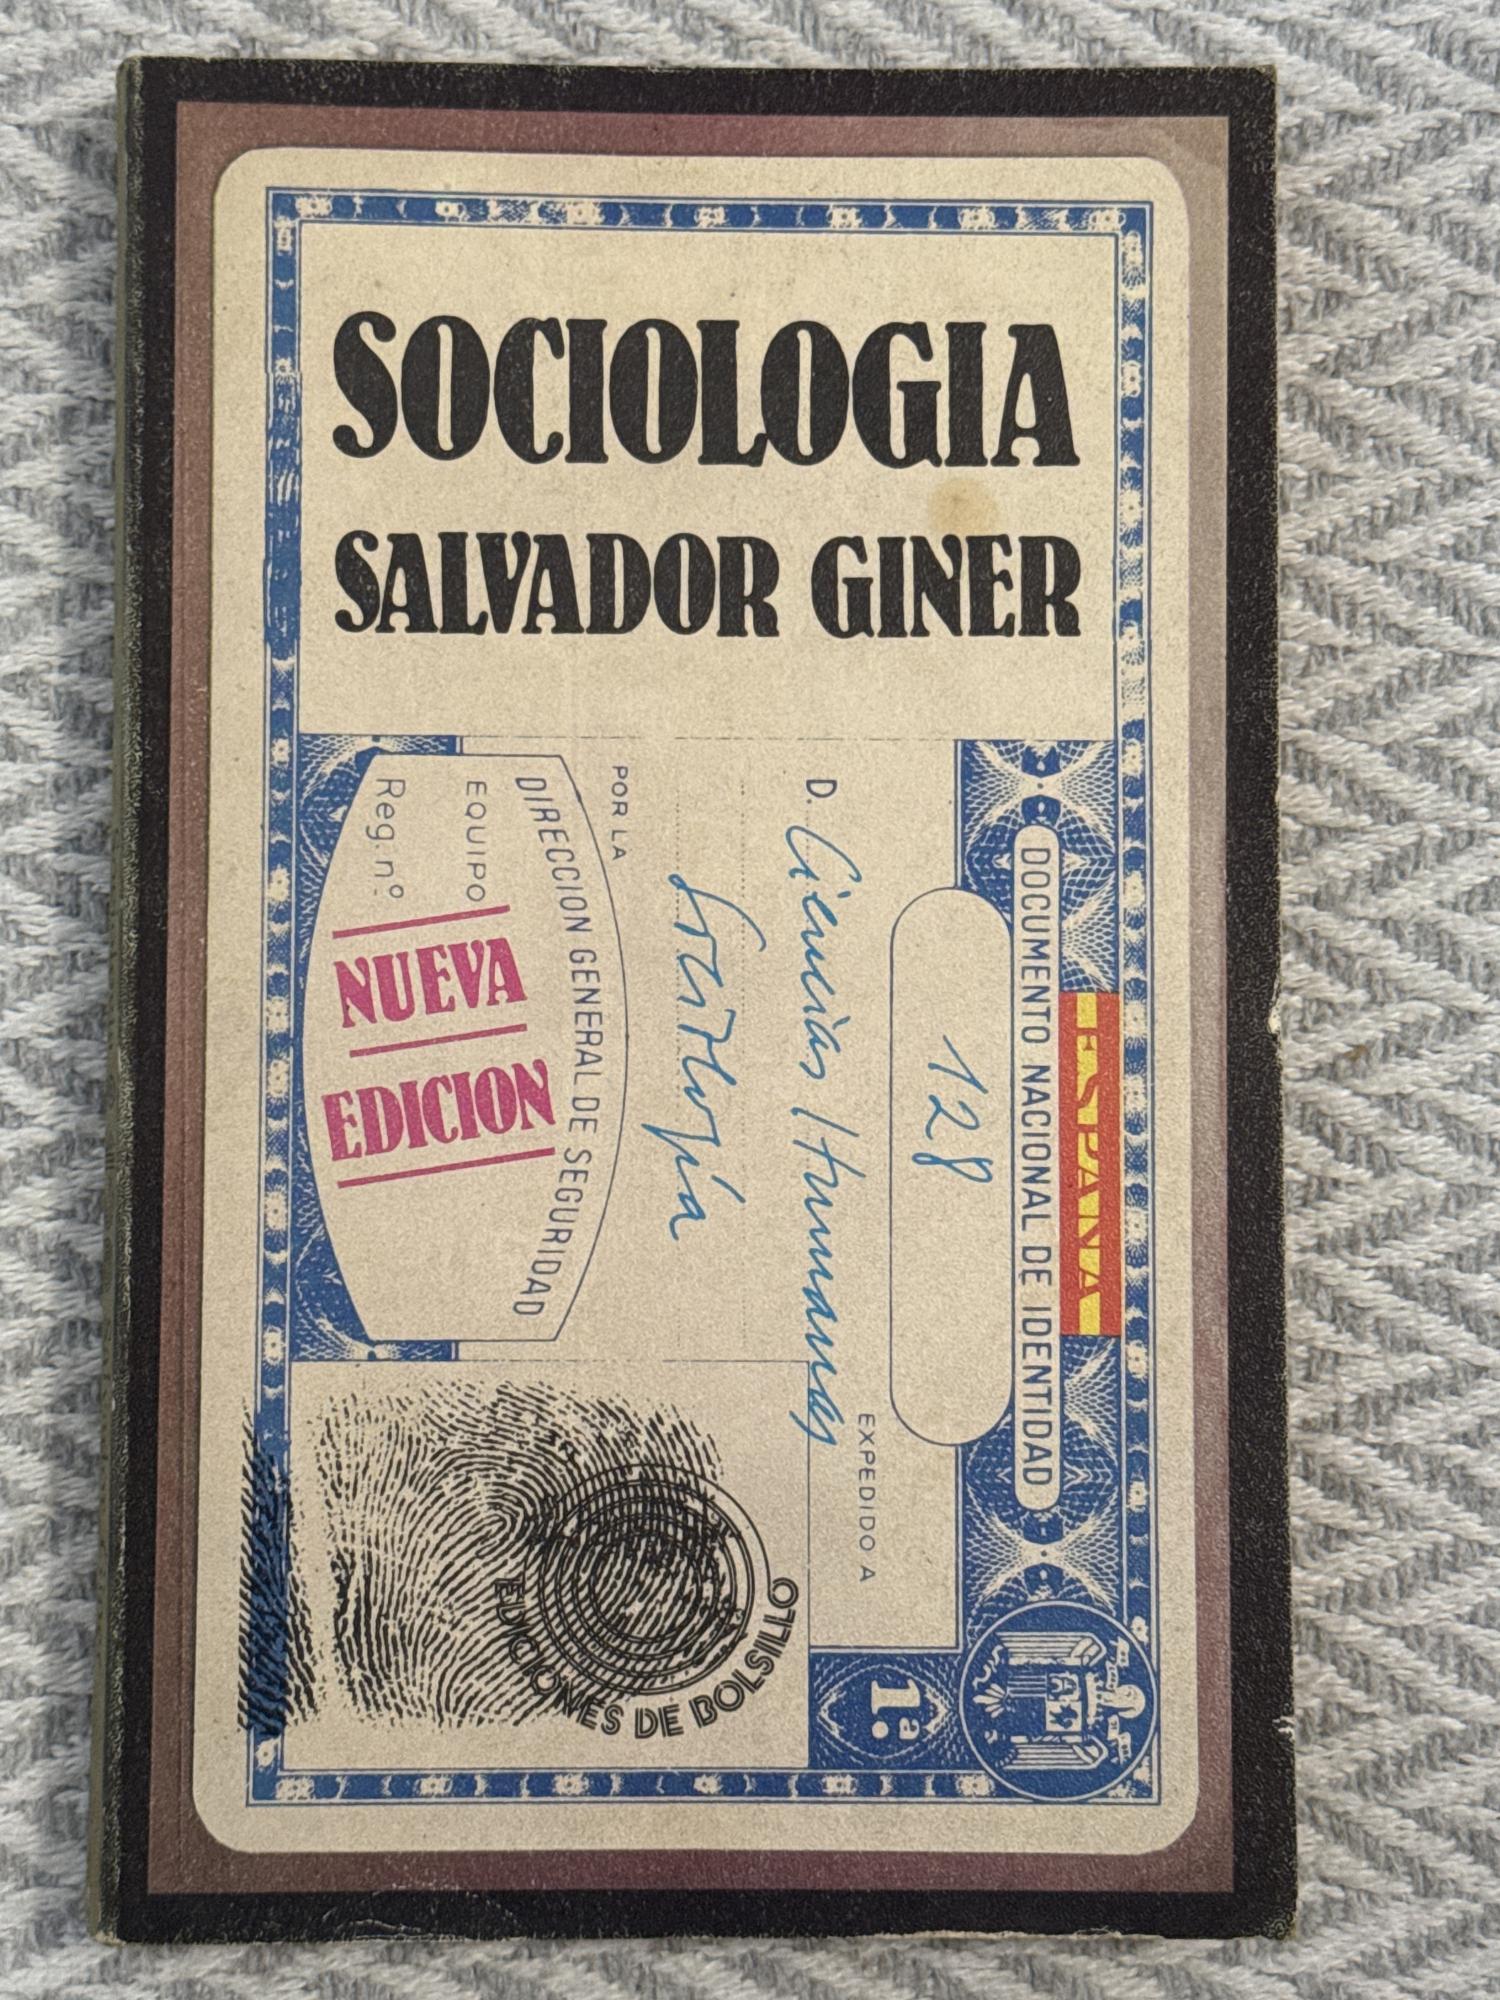 SOCIOLOGIA
SALVADOR GINER
ESPAÑA
DOCUMENTO NACIONAL DE IDENTIDAD
128
EXPEDIDO A
D. Ciencias Humanas
Sociología
POR LA
DIRECCION GENERAL DE SEGURIDAD
EQUIPO
Reg. nº
NUEVA
EDICION
1.ª
EDICIONES DE BOLSILLO